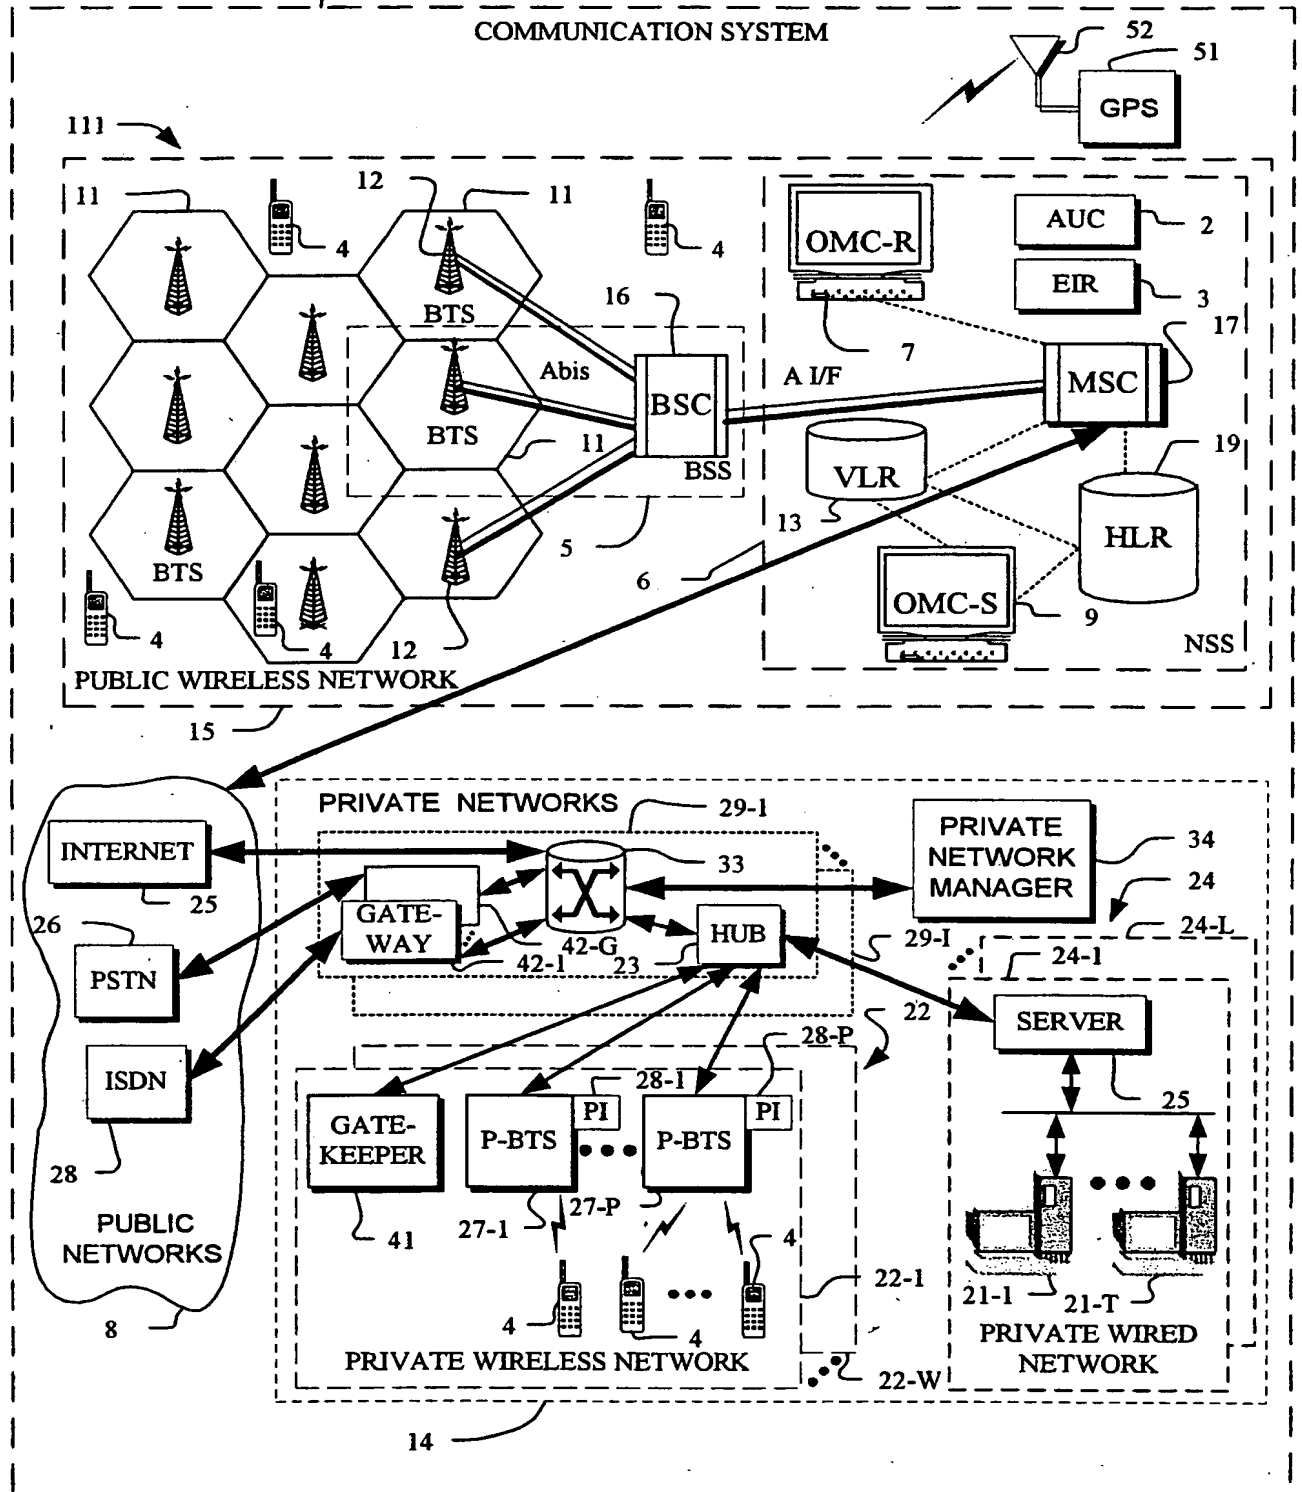 COMMUNICATION SYSTEM
52
51
GPS
111
11
12
11
4
4
OMC-R
AUC
2
EIR
3
BTS
16
7
17
Abis
A I/F
BSC
MSC
BTS
11
BSS
VLR
19
13
HLR
BTS
5
6
OMC-S
9
4
4
12
NSS
PUBLIC WIRELESS NETWORK
15
PRIVATE NETWORKS
29-1
PRIVATE
NETWORK
MANAGER
34
INTERNET
33
25
24
26
GATE-
WAY
HUB
24-L
42-G
42-1
23
29-I
24-1
PSTN
22
SERVER
28-P
ISDN
28-1
25
PI
PI
GATE-
KEEPER
P-BTS
P-BTS
28
27-P
41
27-1
PUBLIC
NETWORKS
4
22-1
21-1
21-T
8
4
4
PRIVATE WIRED
NETWORK
PRIVATE WIRELESS NETWORK
22-W
14